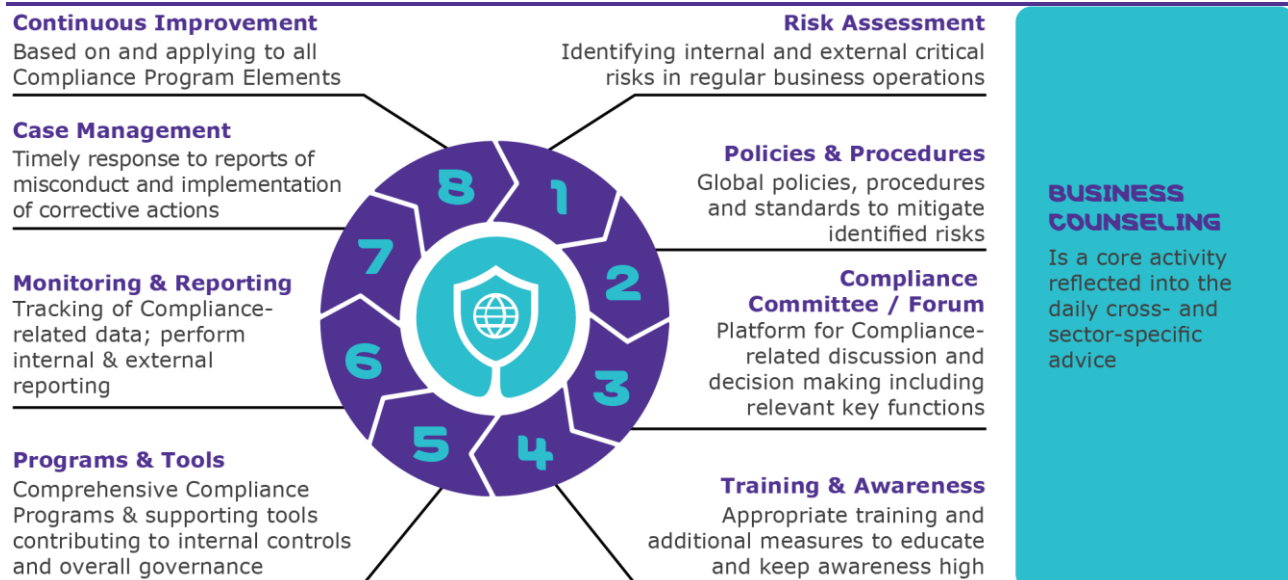 Continuous Improvement
Based on and applying to all
Compliance Program Elements
Case Management
Timely response to reports of
misconduct and implementation
of corrective actions
Monitoring & Reporting
Tracking of Compliance-
related data; perform
internal & external
reporting
Programs & Tools
Comprehensive Compliance
Programs & supporting tools
contributing to internal controls
and overall governance
8
1
7
2
6
3
5
4
Risk Assessment
Identifying internal and external critical
risks in regular business operations
Policies & Procedures
Global policies, procedures
and standards to mitigate
identified risks
Compliance
Committee / Forum
Platform for Compliance-
related discussion and
decision making including
relevant key functions
Training & Awareness
Appropriate training and
additional measures to educate
and keep awareness high
BUSINESS
COUNSELING
Is a core activity
reflected into the
daily cross- and
sector-specific
advice